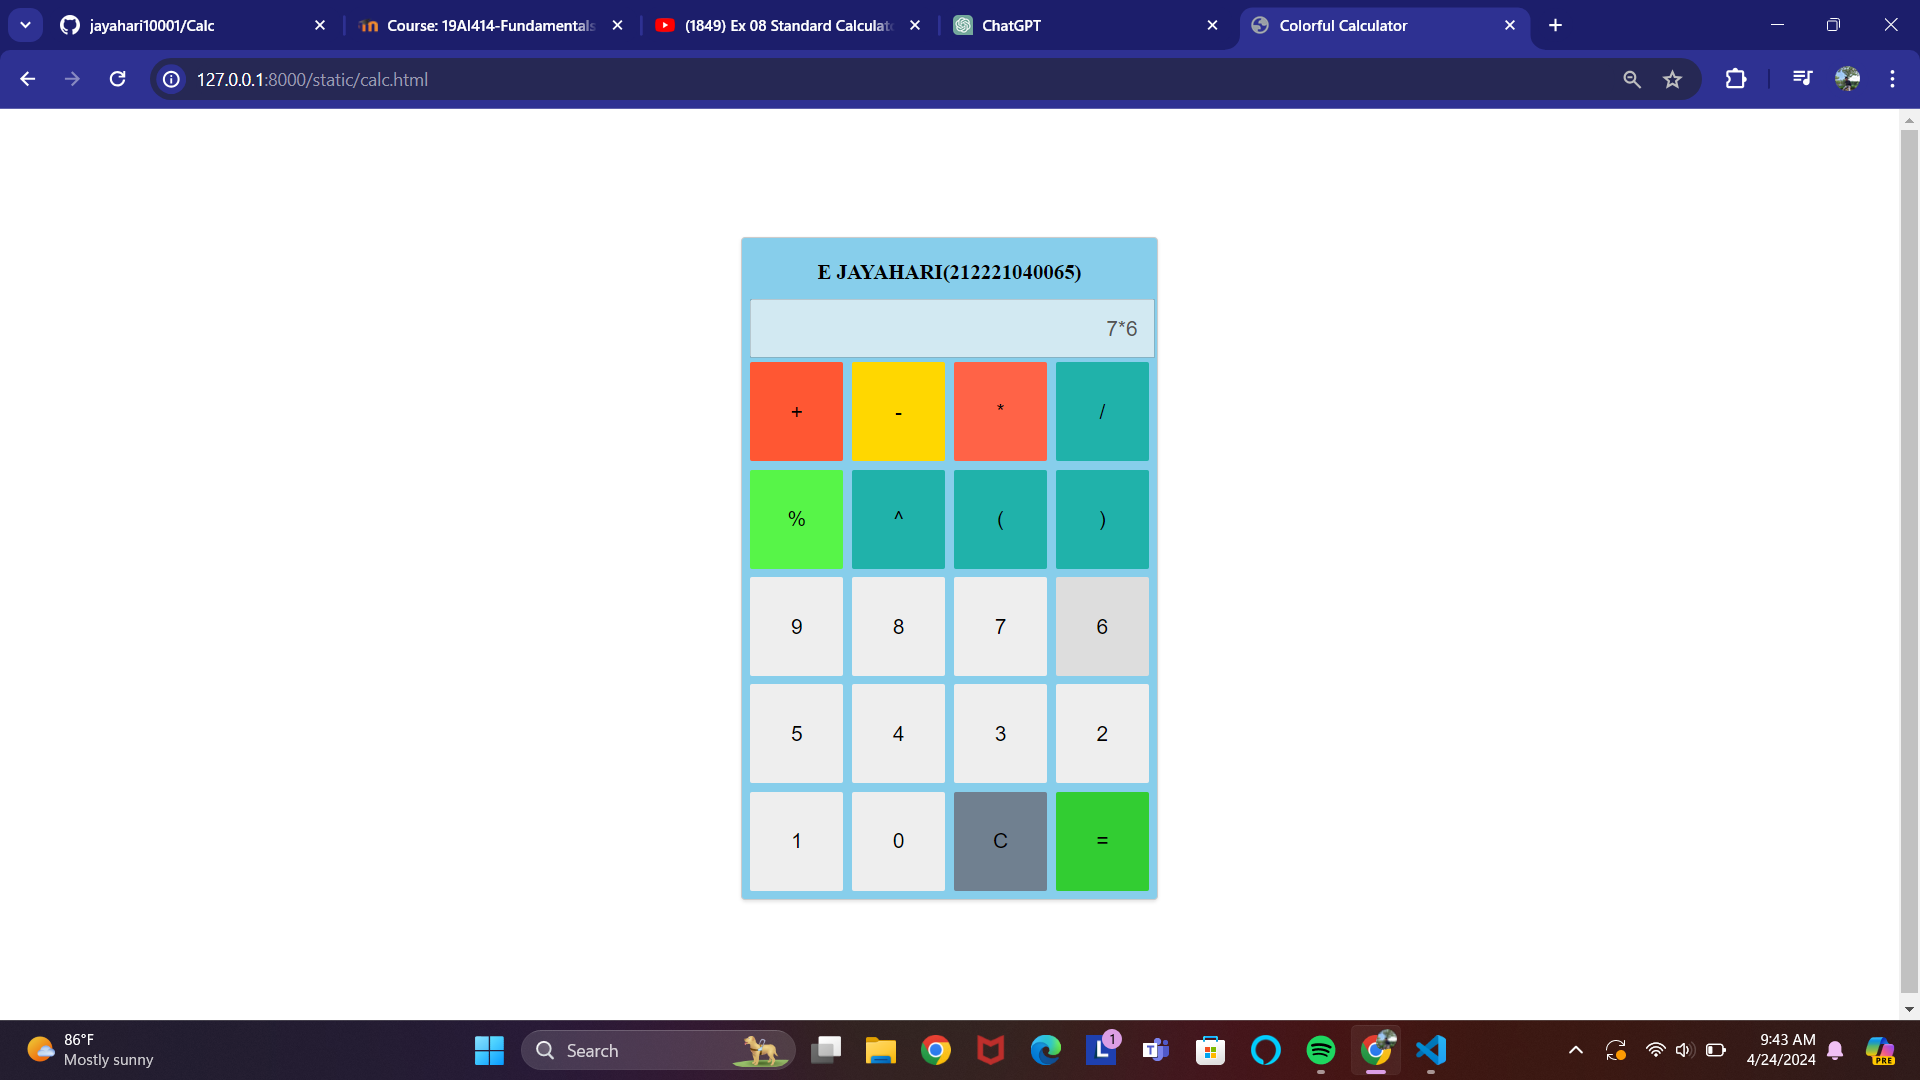 jayahari10001/Calc
Course: 19AI414-Fundamentals
(1849) Ex 08 Standard Calculat
ChatGPT
Colorful Calculator
127.0.0.1:8000/static/calc.html
E JAYAHARI(212221040065)
7*6
+ - * /
% ^ ( )
9 8 7 6
5 4 3 2
1 0 C =
86°F
Mostly sunny
Search
L 1
PRE
9:43 AM
4/24/2024